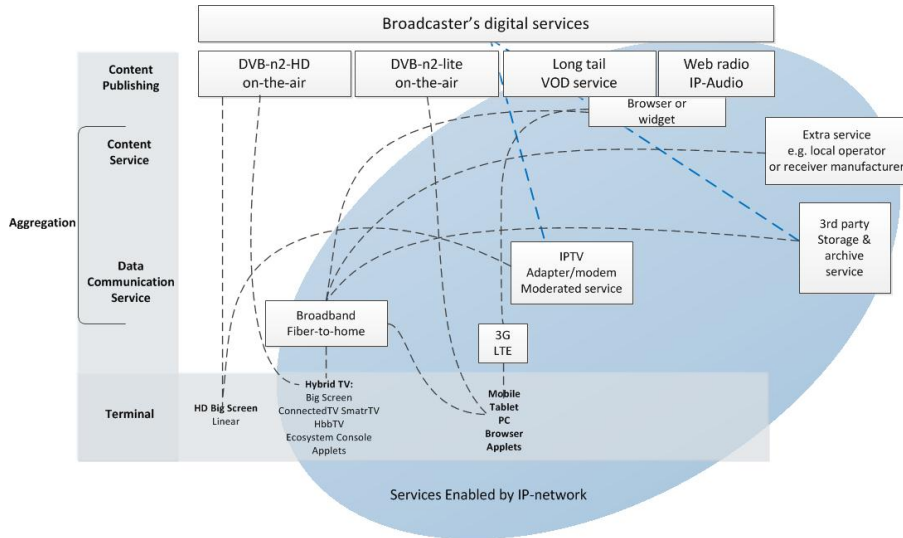 Broadcaster's digital services
Content
Publishing
DVB-n2-HD
on-the-air
DVB-n2-lite
on-the-air
Long tail
VOD service
Web radio
IP-Audio
Browser or
widget
Content
Service
Extra service
e.g. local operator
or receiver manufacturer
Aggregation
3rd party
Storage &
archive
service
Data
Communication
Service
IPTV
Adapter/modem
Moderated service
Broadband
Fiber-to-home
3G
LTE
Terminal
HD Big Screen
Linear
Hybrid TV:
Big Screen
ConnectedTV SmatrTV
HbbTV
Ecosystem Console
Applets
Mobile
Tablet
PC
Browser
Applets
Services Enabled by IP-network